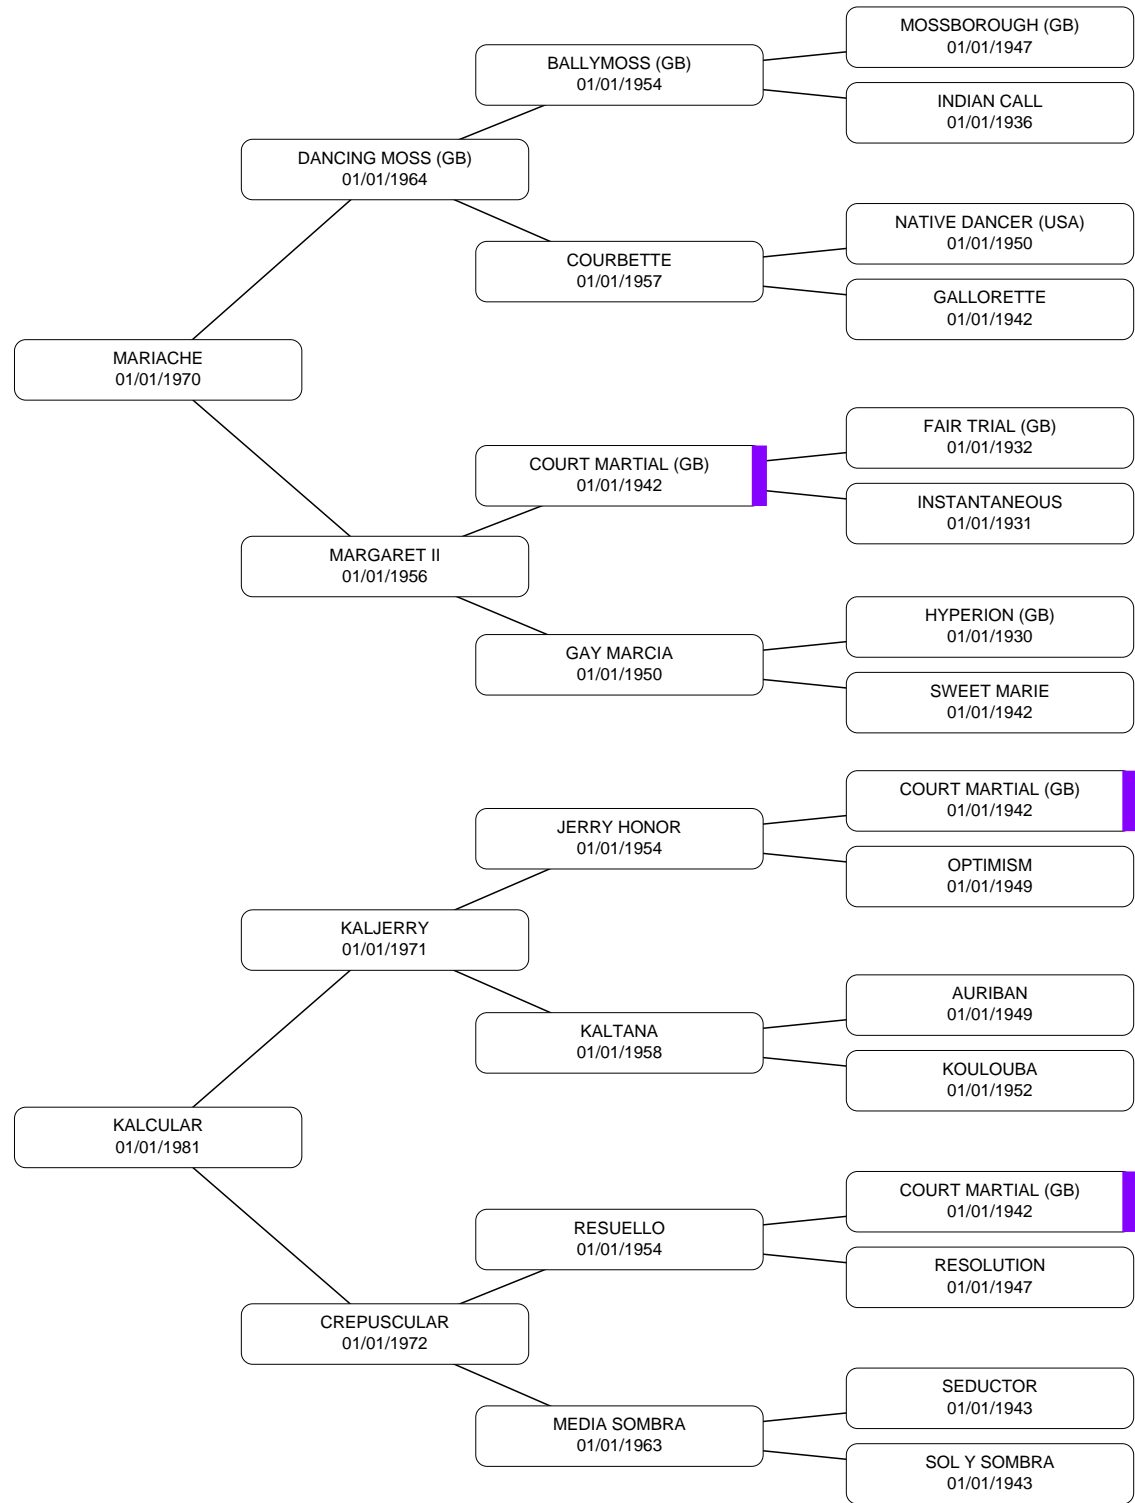 MOSSBOROUGH (GB)
01/01/1947
BALLYMOSS (GB)
01/01/1954
INDIAN CALL
01/01/1936
DANCING MOSS (GB)
01/01/1964
NATIVE DANCER (USA)
01/01/1950
COURBETTE
01/01/1957
GALLORETTE
01/01/1942
MARIACHE
01/01/1970
FAIR TRIAL (GB)
01/01/1932
COURT MARTIAL (GB)
01/01/1942
INSTANTANEOUS
01/01/1931
MARGARET II
01/01/1956
HYPERION (GB)
01/01/1930
GAY MARCIA
01/01/1950
SWEET MARIE
01/01/1942
COURT MARTIAL (GB)
01/01/1942
JERRY HONOR
01/01/1954
OPTIMISM
01/01/1949
KALJERRY
01/01/1971
AURIBAN
01/01/1949
KALTANA
01/01/1958
KOULOUBA
01/01/1952
KALCULAR
01/01/1981
COURT MARTIAL (GB)
01/01/1942
RESUELLO
01/01/1954
RESOLUTION
01/01/1947
CREPUSCULAR
01/01/1972
SEDUCTOR
01/01/1943
MEDIA SOMBRA
01/01/1963
SOL Y SOMBRA
01/01/1943